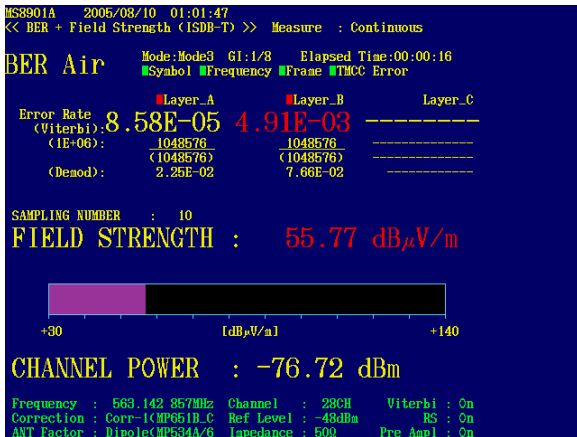 MS8901A 2005/08/10 01:01:47
<< BER + Field Strength (ISDB-T) >> Measure : Continuous
BER Air Mode:Mode3 GI:1/8 Elapsed Time:00:00:16
Symbol Frequency Frame TMCC Error
Layer_A Layer_B Layer_C
Error Rate
(Viterbi): 8.58E-05 4.91E-03 --------
(1E+06): 1048576 1048576 --------------
(1048576) (1048576) --------------
(Demod): 2.25E-02 7.66E-02 --------------
SAMPLING NUMBER : 10
FIELD STRENGTH : 55.77 dBμV/m
+30 [dBμV/m] +140
CHANNEL POWER : -76.72 dBm
Frequency : 563.142 857MHz Channel : 28CH Viterbi : On
Correction : Corr-1(MP651B_C Ref Level : -48dBm RS : On
ANT Factor : Dipole(MP534A/6 Impedance : 50Ω Pre Ampl : On